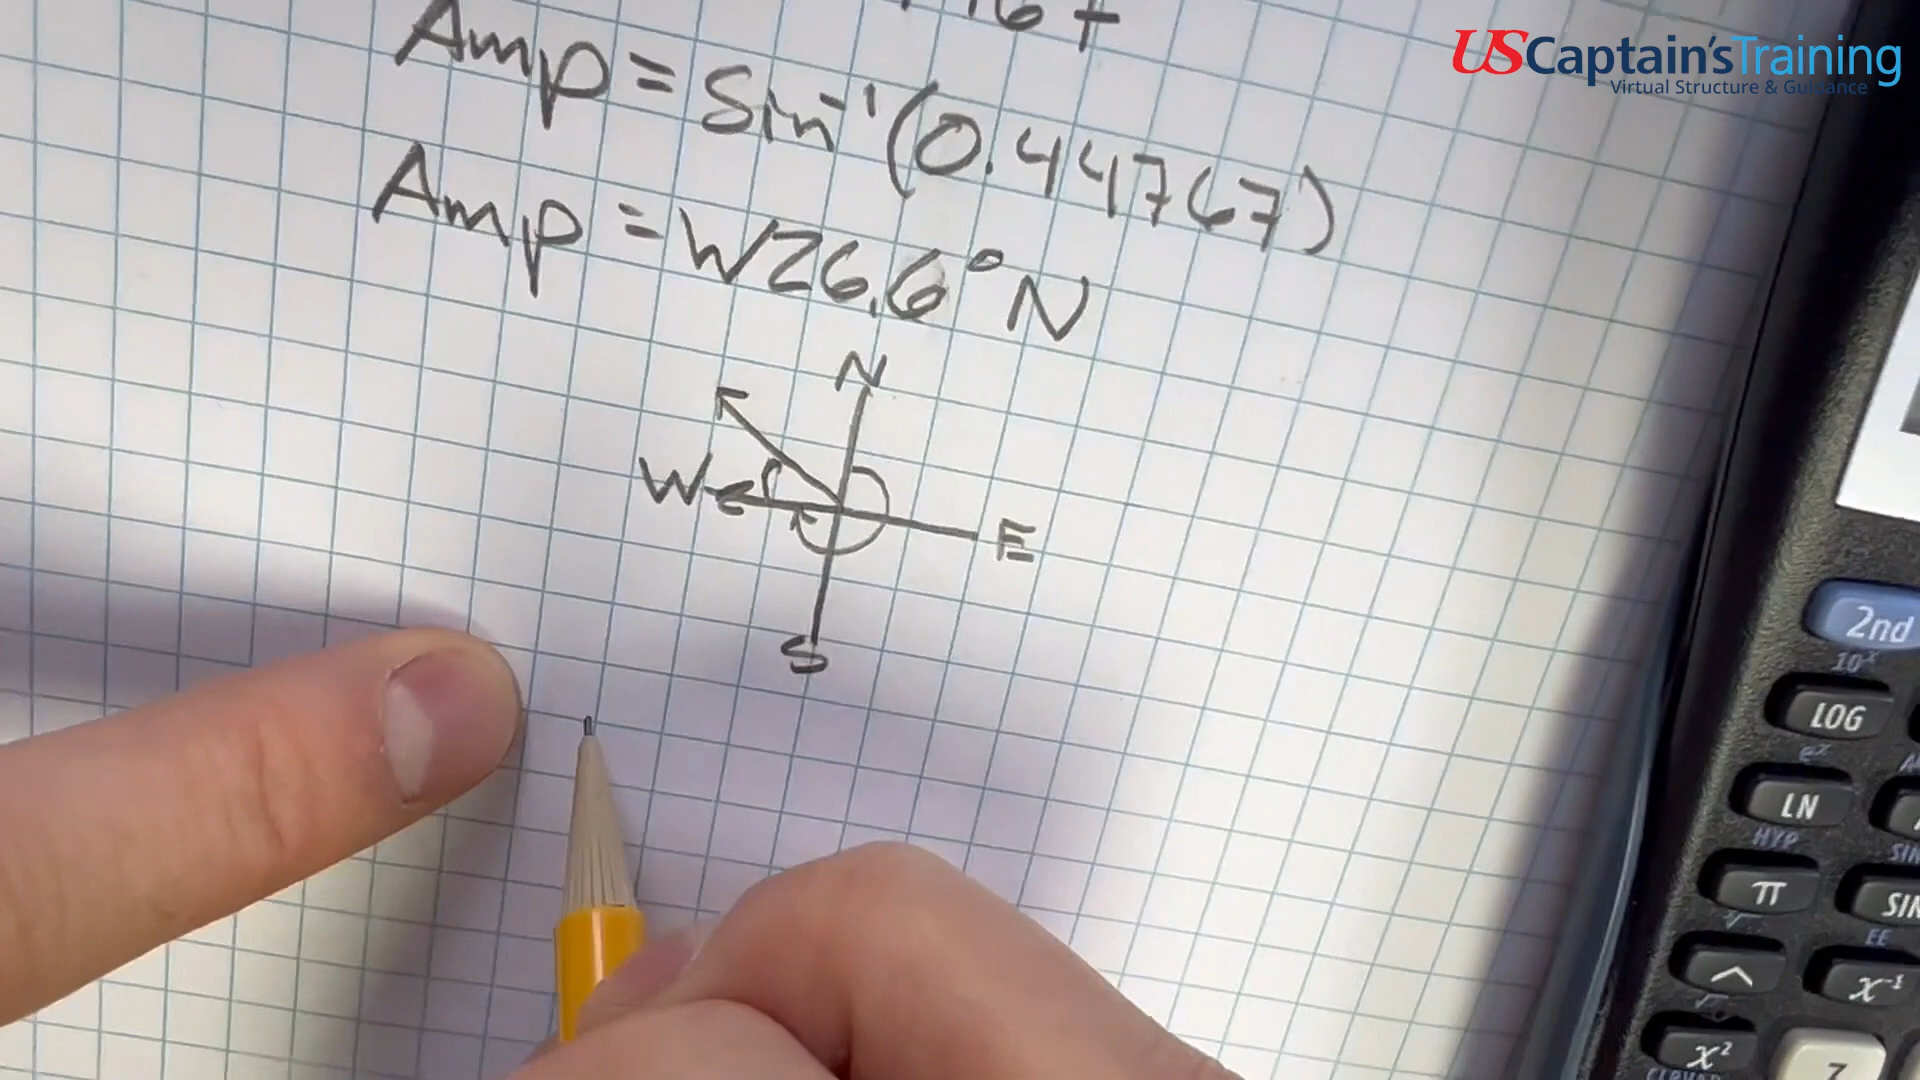 USCaptain'sTraining
Virtual Structure & Guidance
Amp = Sin⁻¹(0.44767)
Amp = W26.6°N
N
W
E
S
2nd
10ˣ
LOG
eˣ
LN
HYP
π
SIN
EE
^
x⁻¹
x²
7